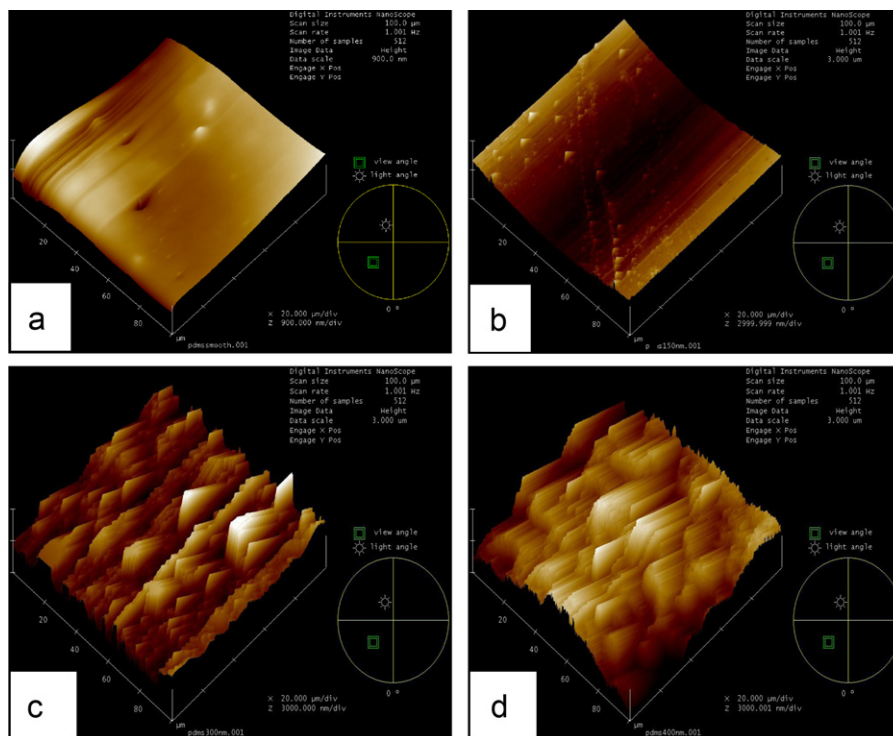 Digital Instruments NanoScope
Scan size 100.0 µm
Scan rate 1.001 Hz
Number of samples 512
Image Data Height
Data scale 900.0 nm
Engage X Pos
Engage Y Pos
view angle
light angle
20
40
60
80
µm
X 20.000 µm/div
Z 900.000 nm/div
0 °
pdmssmooth.001
a
Digital Instruments NanoScope
Scan size 100.0 µm
Scan rate 1.001 Hz
Number of samples 512
Image Data Height
Data scale 3.000 um
Engage X Pos
Engage Y Pos
view angle
light angle
20
40
60
80
µm
X 20.000 µm/div
Z 2999.999 nm/div
0 °
b
Digital Instruments NanoScope
Scan size 100.0 µm
Scan rate 1.001 Hz
Number of samples 512
Image Data Height
Data scale 3.000 um
Engage X Pos
Engage Y Pos
view angle
light angle
20
40
60
80
µm
X 20.000 µm/div
Z 3000.000 nm/div
0 °
pdms300nm.001
c
Digital Instruments NanoScope
Scan size 100.0 µm
Scan rate 1.001 Hz
Number of samples 512
Image Data Height
Data scale 3.000 um
Engage X Pos
Engage Y Pos
view angle
light angle
20
40
60
80
µm
X 20.000 µm/div
Z 3000.001 nm/div
0 °
pdms400nm.001
d